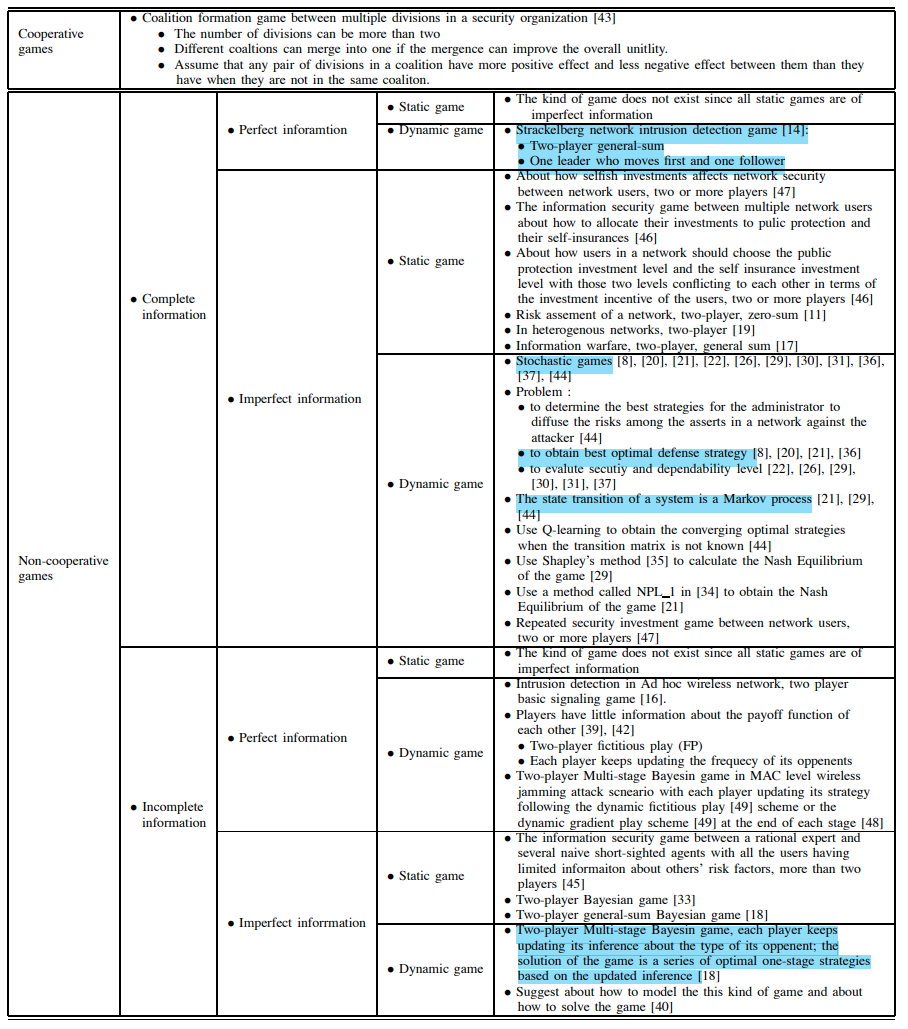 Cooperative
games
● Coalition formation game between multiple divisions in a security organization [43]
● The number of divisions can be more than two
● Different coaltions can merge into one if the mergence can improve the overall unitlity.
● Assume that any pair of divisions in a coalition have more positive effect and less negative effect between them than they
have when they are not in the same coaliton.
Non-cooperative
games
● Complete
information
● Perfect inforamtion
● Static game
● The kind of game does not exist since all static games are of
imperfect information
● Dynamic game
● Strackelberg network intrusion detection game [14]:
● Two-player general-sum
● One leader who moves first and one follower
● Imperfect information
● Static game
● About how selfish investments affects network security
between network users, two or more players [47]
● The information security game between multiple network users
about how to allocate their investments to pulic protection and
their self-insurances [46]
● About how users in a network should choose the public
protection investment level and the self insurance investment
level with those two levels conflicting to each other in terms of
the investment incentive of the users, two or more players [46]
● Risk assement of a network, two-player, zero-sum [11]
● In heterogenous networks, two-player [19]
● Information warfare, two-player, general sum [17]
● Dynamic game
● Stochastic games [8], [20], [21], [22], [26], [29], [30], [31], [36],
[37], [44]
● Problem :
● to determine the best strategies for the administrator to
diffuse the risks among the asserts in a network against the
attacker [44]
● to obtain best optimal defense strategy [8], [20], [21], [36]
● to evalute secutiy and dependability level [22], [26], [29],
[30], [31], [37]
● The state transition of a system is a Markov process [21], [29],
[44]
● Use Q-learning to obtain the converging optimal strategies
when the transition matrix is not known [44]
● Use Shapley's method [35] to calculate the Nash Equilibrium
of the game [29]
● Use a method called NPL_1 in [34] to obtain the Nash
Equilibrium of the game [21]
● Repeated security investment game between network users,
two or more players [47]
● Incomplete
information
● Perfect information
● Static game
● The kind of game does not exist since all static games are of
imperfect information
● Dynamic game
● Intrusion detection in Ad hoc wireless network, two player
basic signaling game [16].
● Players have little information about the payoff function of
each other [39], [42]
● Two-player fictitious play (FP)
● Each player keeps updating the frequecy of its oppenents
● Two-player Multi-stage Bayesin game in MAC level wireless
jamming attack scneario with each player updating its strategy
following the dynamic fictitious play [49] scheme or the
dynamic gradient play scheme [49] at the end of each stage [48]
● Imperfect inforrmation
● Static game
● The information security game between a rational expert and
several naive short-sighted agents with all the users having
limited informaiton about others' risk factors, more than two
players [45]
● Two-player Bayesian game [33]
● Two-player general-sum Bayesian game [18]
● Dynamic game
● Two-player Multi-stage Bayesin game, each player keeps
updating its inference about the type of its oppenent; the
solution of the game is a series of optimal one-stage strategies
based on the updated inference [18]
● Suggest about how to model the this kind of game and about
how to solve the game [40]